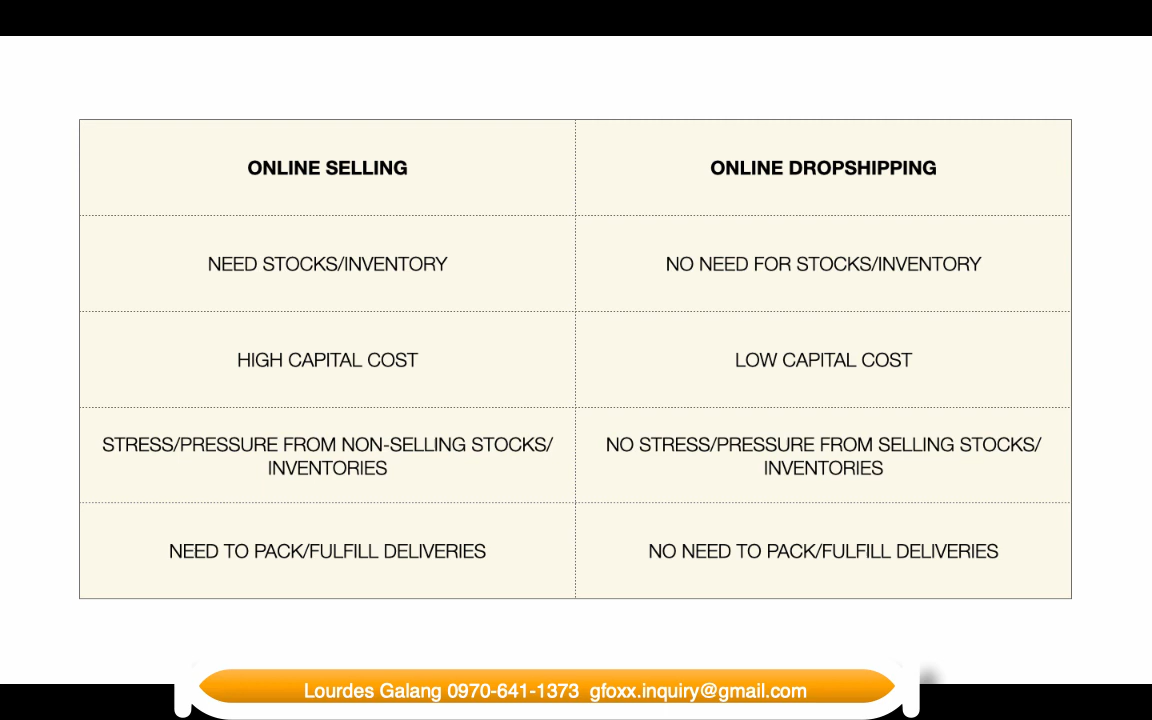 ONLINE SELLING
ONLINE DROPSHIPPING
NEED STOCKS/INVENTORY
NO NEED FOR STOCKS/INVENTORY
HIGH CAPITAL COST
LOW CAPITAL COST
STRESS/PRESSURE FROM NON-SELLING STOCKS/
INVENTORIES
NO STRESS/PRESSURE FROM SELLING STOCKS/
INVENTORIES
NEED TO PACK/FULFILL DELIVERIES
NO NEED TO PACK/FULFILL DELIVERIES
Lourdes Galang 0970-641-1373 gfoxx.inquiry@gmail.com